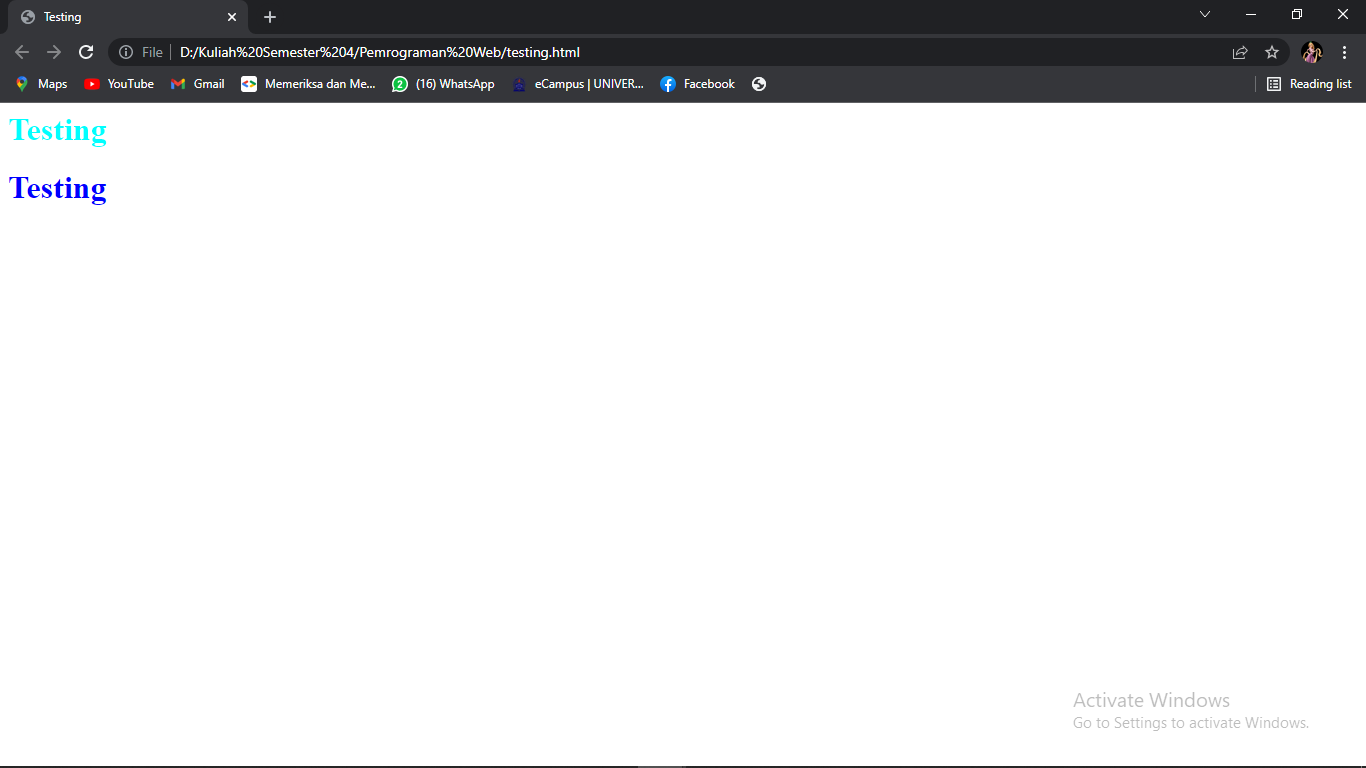 Testing
File D:/Kuliah%20Semester%204/Pemrograman%20Web/testing.html
Maps YouTube Gmail Memeriksa dan Me... 2 (16) WhatsApp eCampus | UNIVER... Facebook Reading list
Testing
Testing
Activate Windows
Go to Settings to activate Windows.